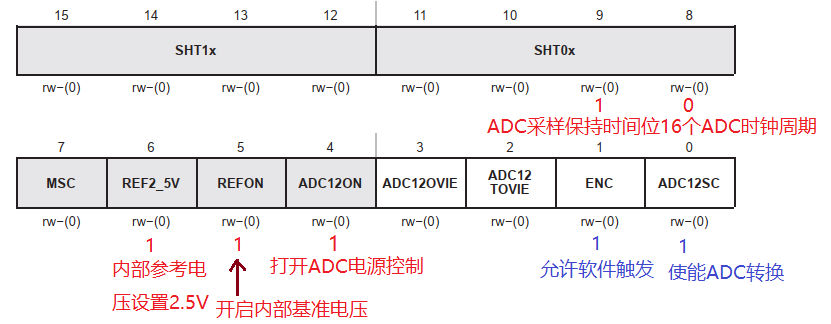 15 14 13 12 11 10 9 8
SHT1x SHT0x
rw-(0) rw-(0) rw-(0) rw-(0) rw-(0) rw-(0) rw-(0) rw-(0)
1 0
ADC采样保持时间位16个ADC时钟周期
7 6 5 4 3 2 1 0
MSC REF2_5V REFON ADC12ON ADC12OVIE ADC12 TOVIE ENC ADC12SC
rw-(0) rw-(0) rw-(0) rw-(0) rw-(0) rw-(0) rw-(0) rw-(0)
1 1 1 1 1
内部参考电 打开ADC电源控制 允许软件触发 使能ADC转换
压设置2.5V 开启内部基准电压